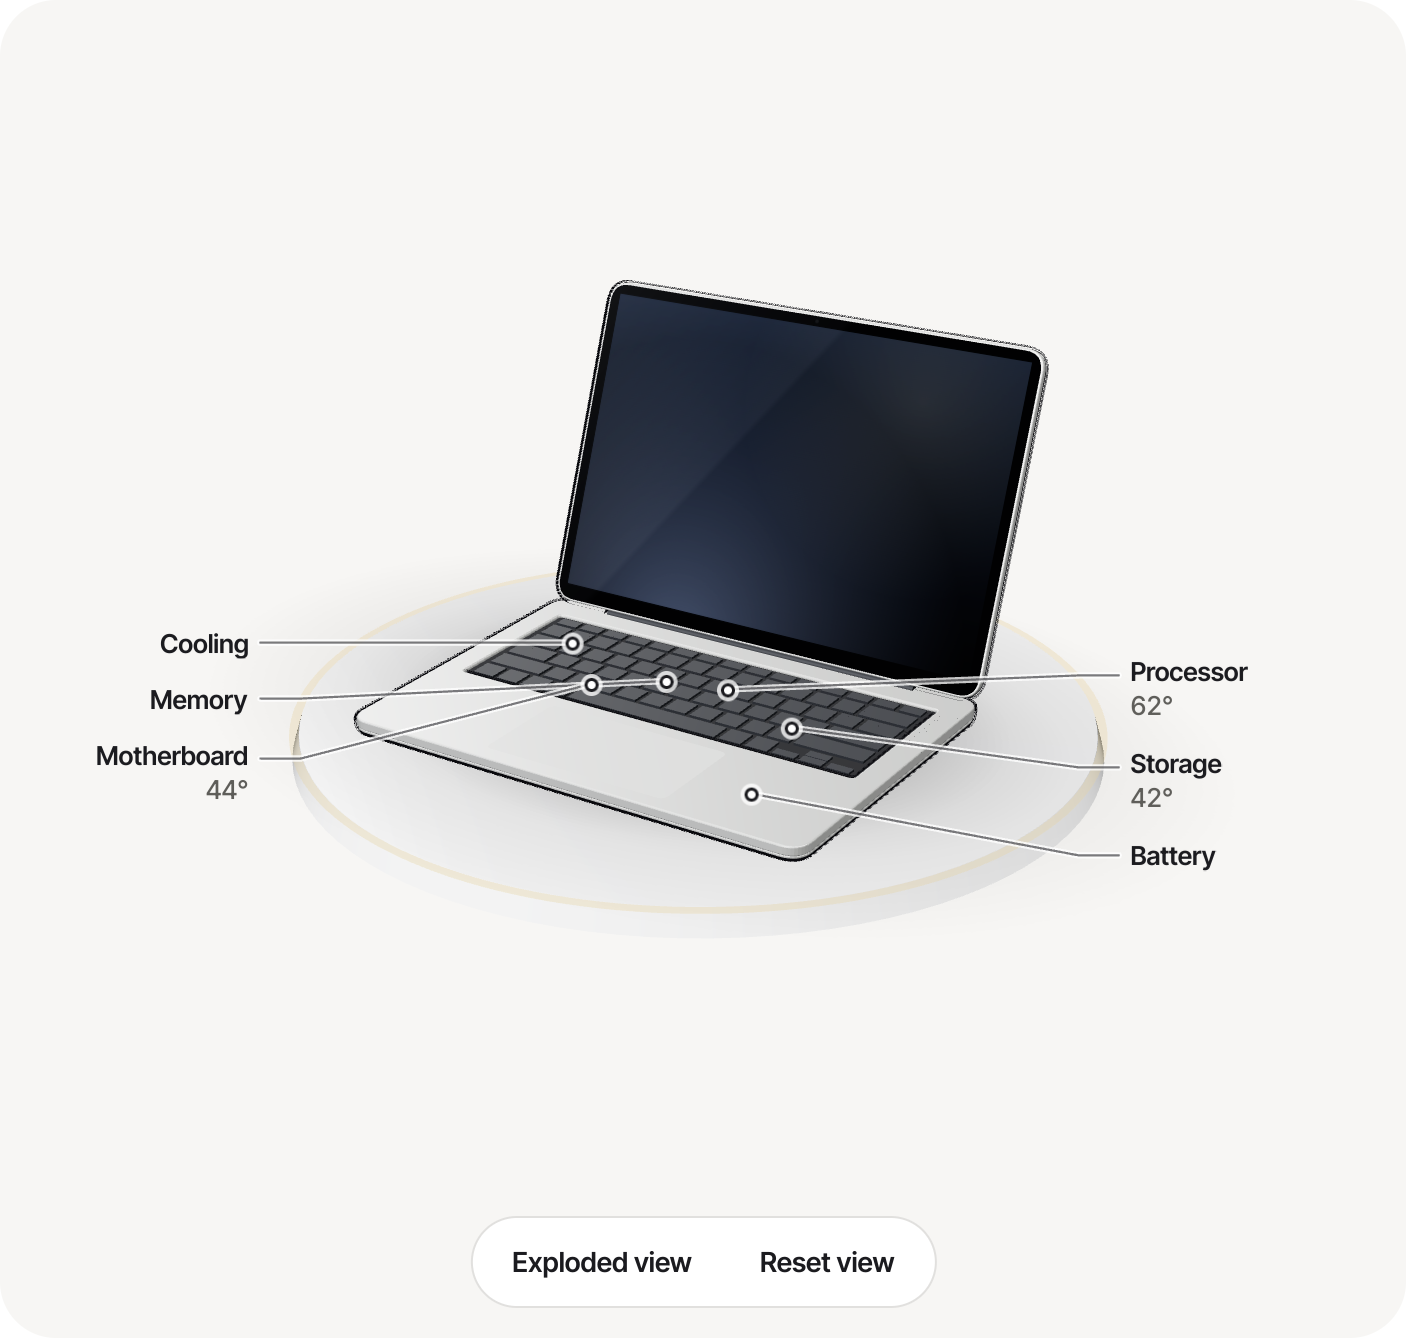 Cooling
Memory
Motherboard
44°
Processor
62°
Storage
42°
Battery
Exploded view
Reset view